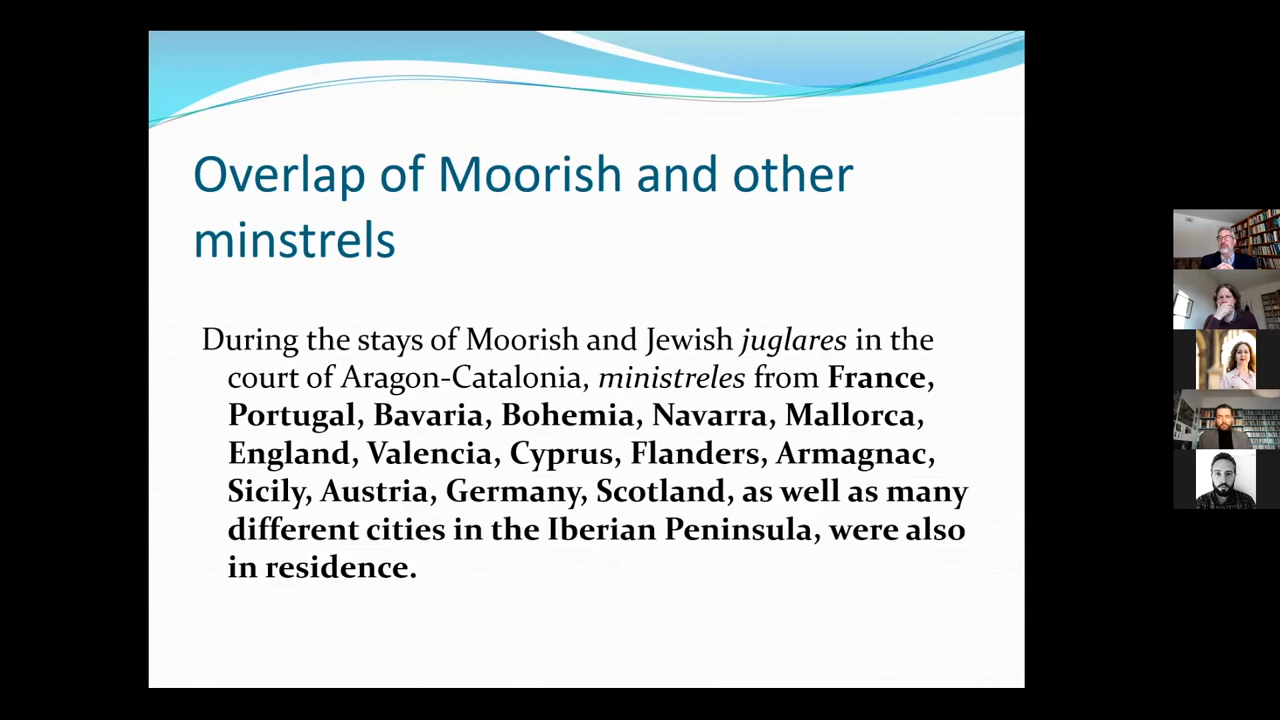 Overlap of Moorish and other
minstrels
During the stays of Moorish and Jewish juglares in the
court of Aragon-Catalonia, ministreles from France,
Portugal, Bavaria, Bohemia, Navarra, Mallorca,
England, Valencia, Cyprus, Flanders, Armagnac,
Sicily, Austria, Germany, Scotland, as well as many
different cities in the Iberian Peninsula, were also
in residence.